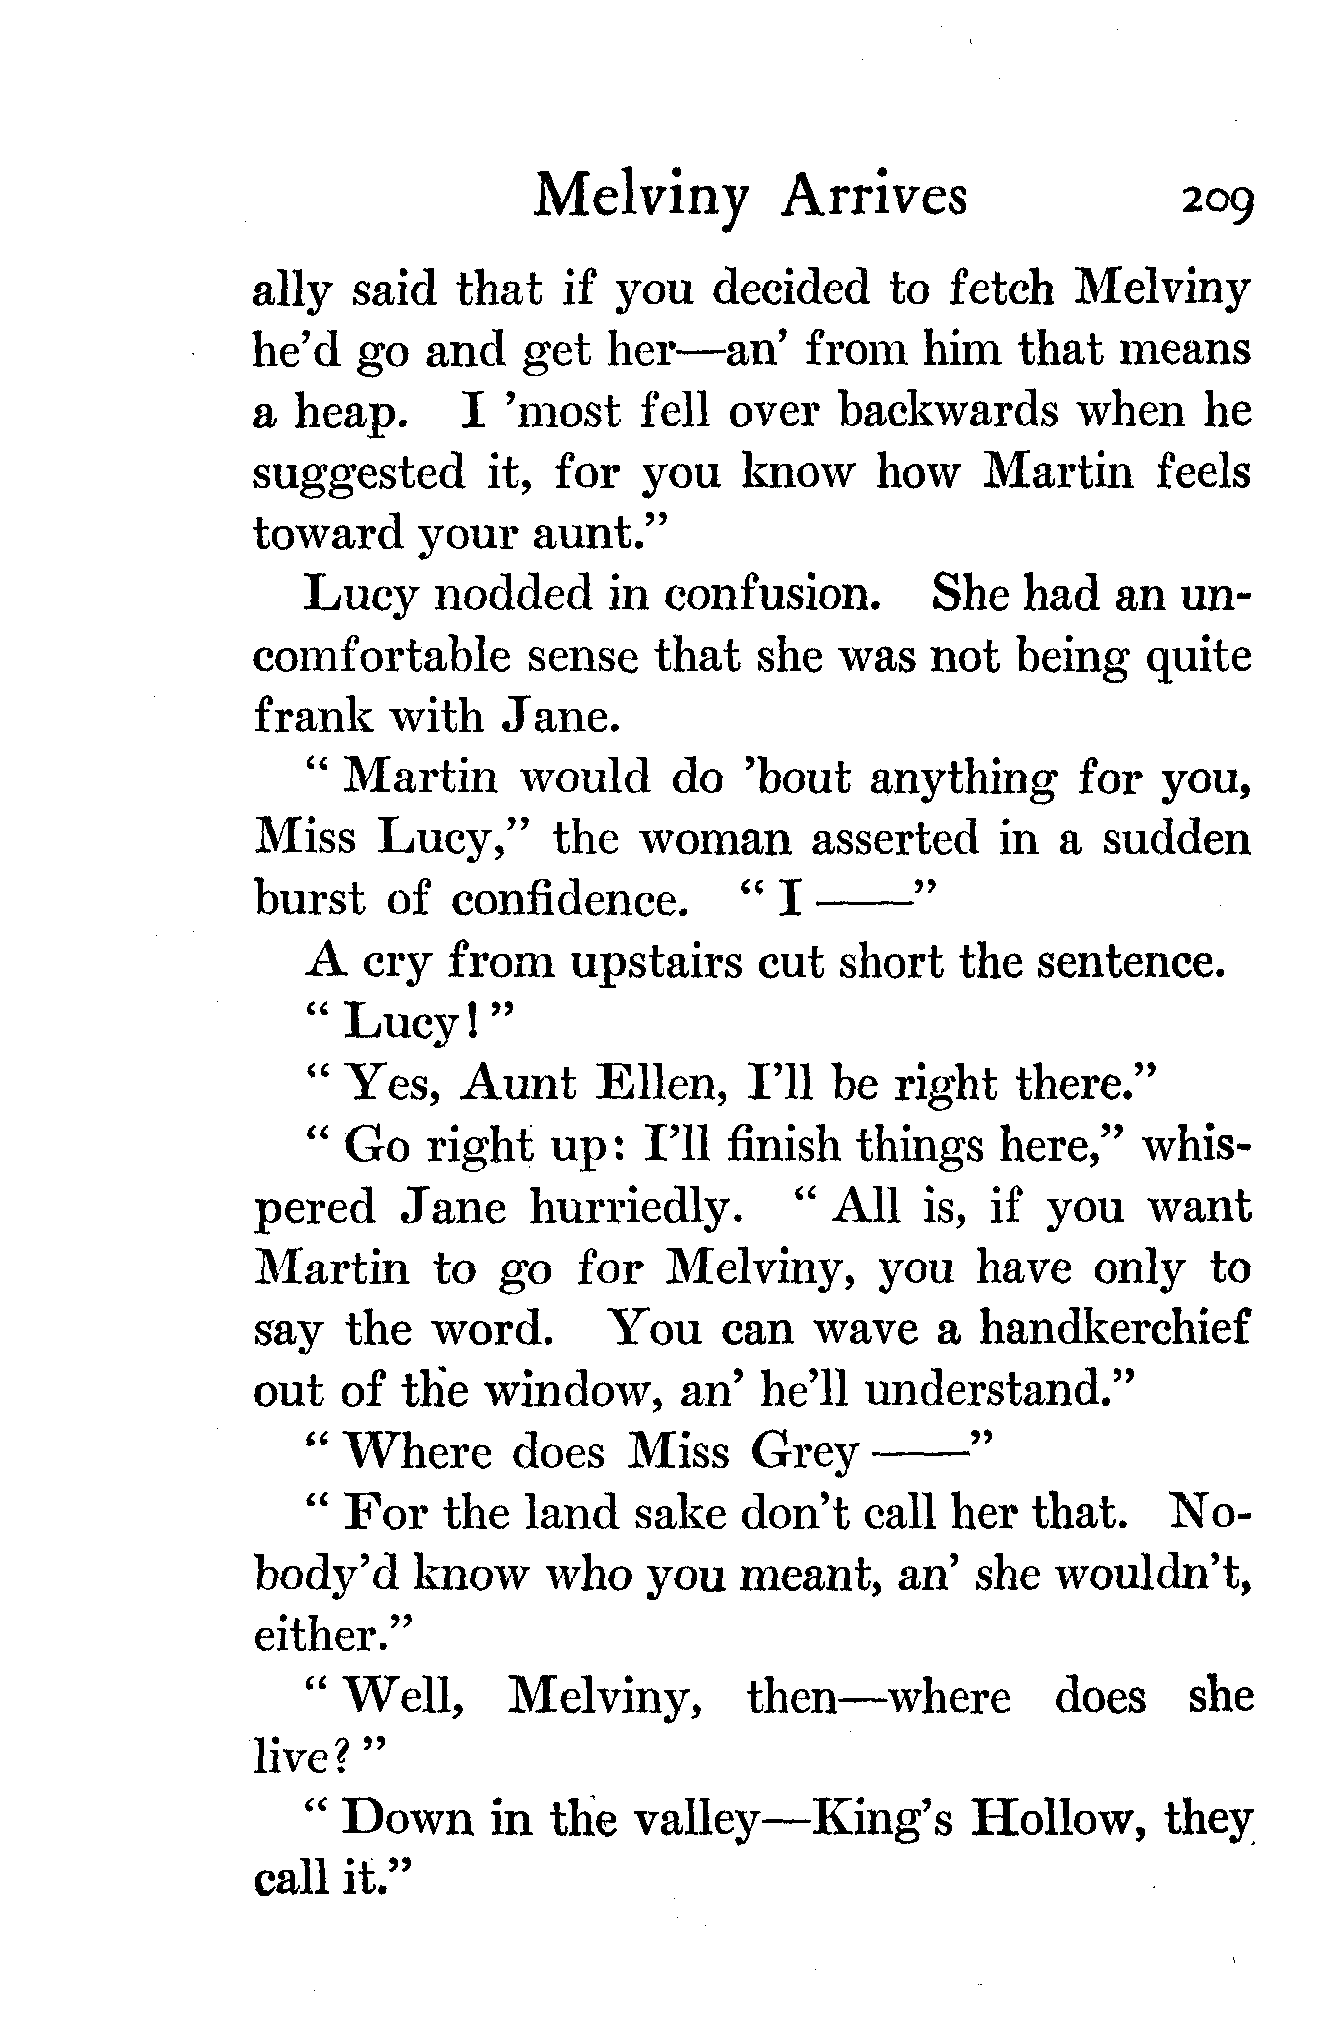 Melviny Arrives 209
ally said that if you decided to fetch Melviny
he’d go and get her—an’ from him that means
a heap. I ’most fell over backwards when he
suggested it, for you know how Martin feels
toward your aunt.”
Lucy nodded in confusion. She had an un-
comfortable sense that she was not being quite
frank with Jane.
“ Martin would do ’bout anything for you,
Miss Lucy,” the woman asserted in a sudden
burst of confidence. “ I ——”
A cry from upstairs cut short the sentence.
“ Lucy! ”
“ Yes, Aunt Ellen, I’ll be right there.”
“ Go right up: I’ll finish things here,” whis-
pered Jane hurriedly. “ All is, if you want
Martin to go for Melviny, you have only to
say the word. You can wave a handkerchief
out of the window, an’ he’ll understand.”
“ Where does Miss Grey ——”
“ For the land sake don’t call her that. No-
body’d know who you meant, an’ she wouldn’t,
either.”
“ Well, Melviny, then—where does she
live? ”
“ Down in the valley—King’s Hollow, they
call it.”